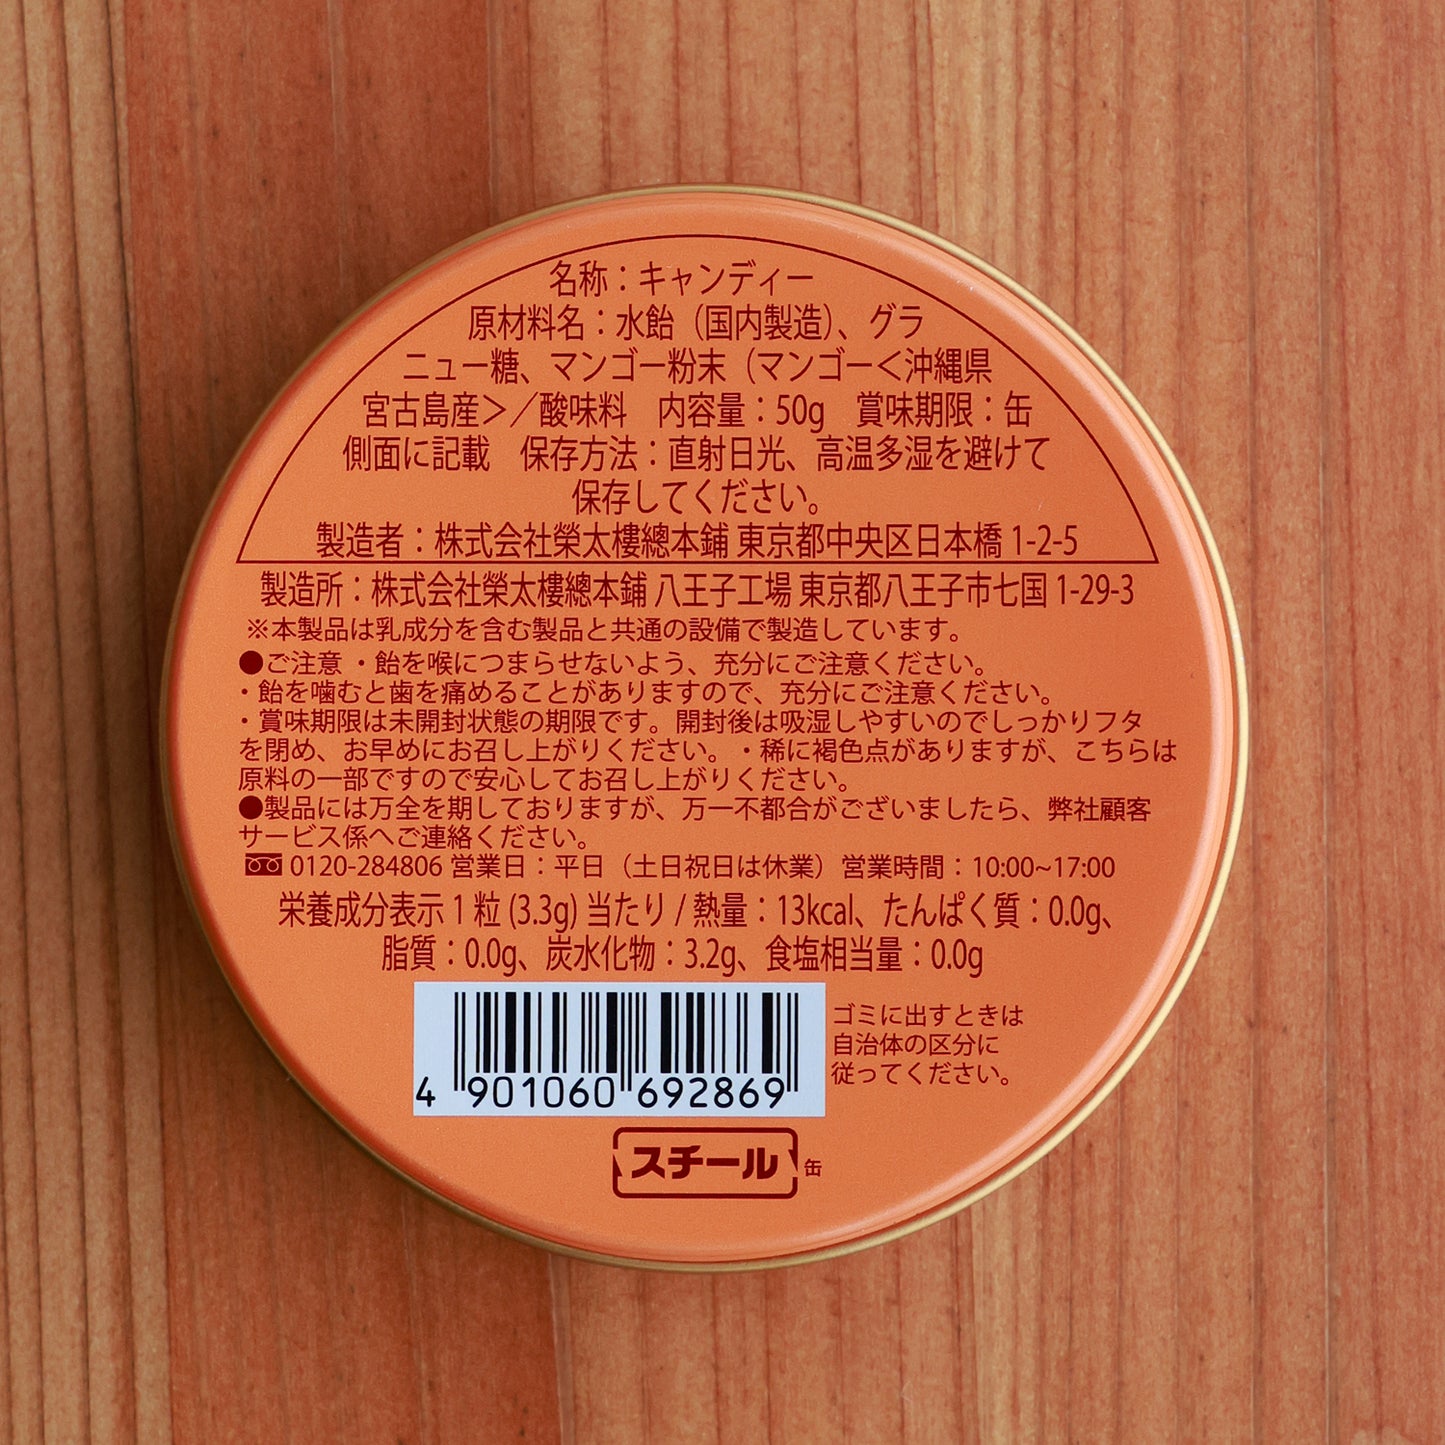 名称：キャンディー
原材料名：水飴（国内製造）、グラ
ニュー糖、マンゴー粉末（マンゴー＜沖縄県
宮古島産＞／酸味料　内容量：50g　賞味期限：缶
側面に記載　保存方法：直射日光、高温多湿を避けて
保存してください。
製造者：株式会社榮太樓總本鋪 東京都中央区日本橋 1-2-5
製造所：株式会社榮太樓總本鋪 八王子工場 東京都八王子市七国 1-29-3
※本製品は乳成分を含む製品と共通の設備で製造しています。
●ご注意 ・飴を喉につまらせないよう、充分にご注意ください。
・飴を噛むと歯を痛めることがありますので、充分にご注意ください。
・賞味期限は未開封状態の期限です。開封後は吸湿しやすいのでしっかりフタ
を閉め、お早めにお召し上がりください。・稀に褐色点がありますが、こちらは
原料の一部ですので安心してお召し上がりください。
●製品には万全を期しておりますが、万一不都合がございましたら、弊社顧客
サービス係へご連絡ください。
0120-284806 営業日：平日（土日祝日は休業）営業時間：10:00~17:00
栄養成分表示 1 粒 (3.3g) 当たり / 熱量：13kcal、たんぱく質：0.0g、
脂質：0.0g、炭水化物：3.2g、食塩相当量：0.0g
4 901060 692869
ゴミに出すときは
自治体の区分に
従ってください。
スチール缶